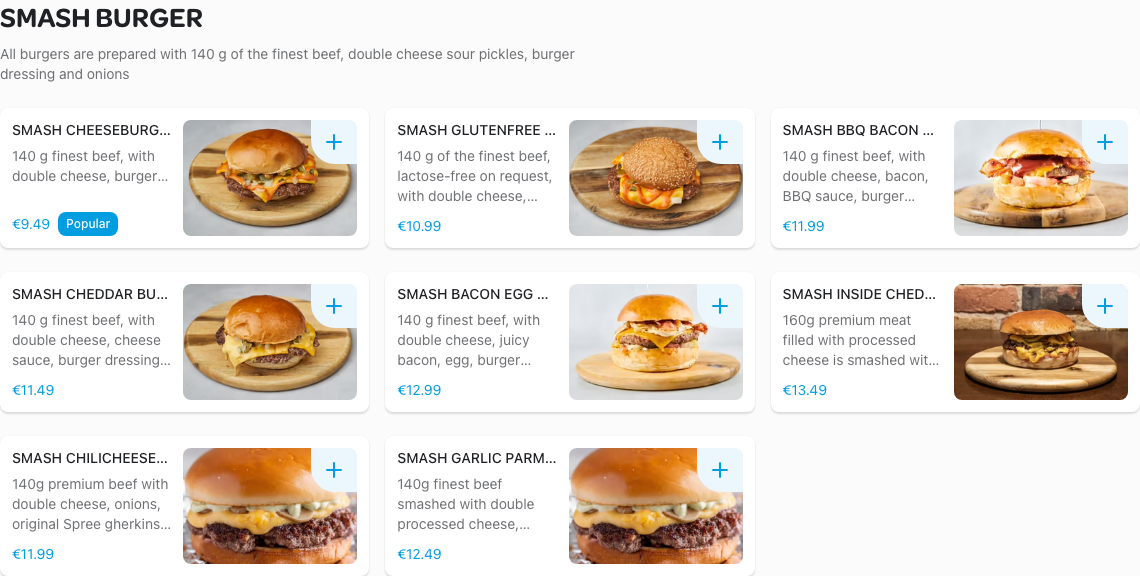 SMASH BURGER
All burgers are prepared with 140 g of the finest beef, double cheese sour pickles, burger
dressing and onions
SMASH CHEESEBURG...
140 g finest beef, with
double cheese, burger...
€9.49 Popular
SMASH GLUTENFREE ...
140 g of the finest beef,
lactose-free on request,
with double cheese,...
€10.99
SMASH BBQ BACON ...
140 g finest beef, with
double cheese, bacon,
BBQ sauce, burger...
€11.99
SMASH CHEDDAR BU...
140 g finest beef, with
double cheese, cheese
sauce, burger dressing...
€11.49
SMASH BACON EGG ...
140 g finest beef, with
double cheese, juicy
bacon, egg, burger...
€12.99
SMASH INSIDE CHED...
160g premium meat
filled with processed
cheese is smashed wit...
€13.49
SMASH CHILICHEESE...
140g premium beef with
double cheese, onions,
original Spree gherkins...
€11.99
SMASH GARLIC PARM...
140g finest beef
smashed with double
processed cheese,...
€12.49